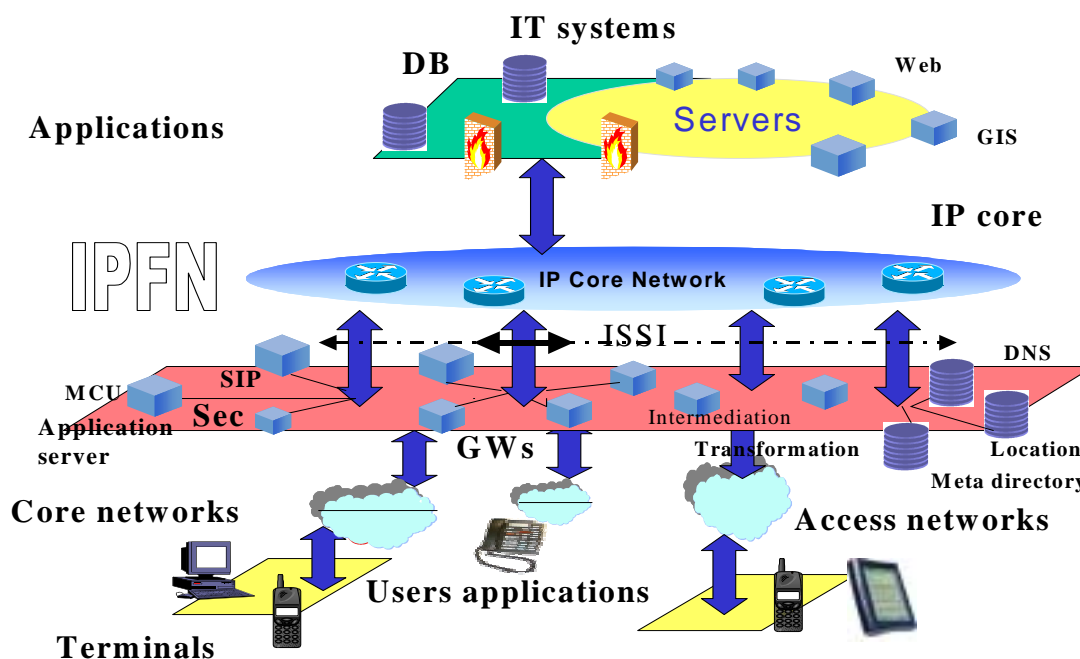 IT systems
DB
Web
Servers
Applications
GIS
IP core
IPFN
IP Core Network
ISSI
DNS
SIP
MCU
Sec
Application
server
Intermediation
GWs
Transformation
Location
Meta directory
Core networks
Access networks
Users applications
Terminals